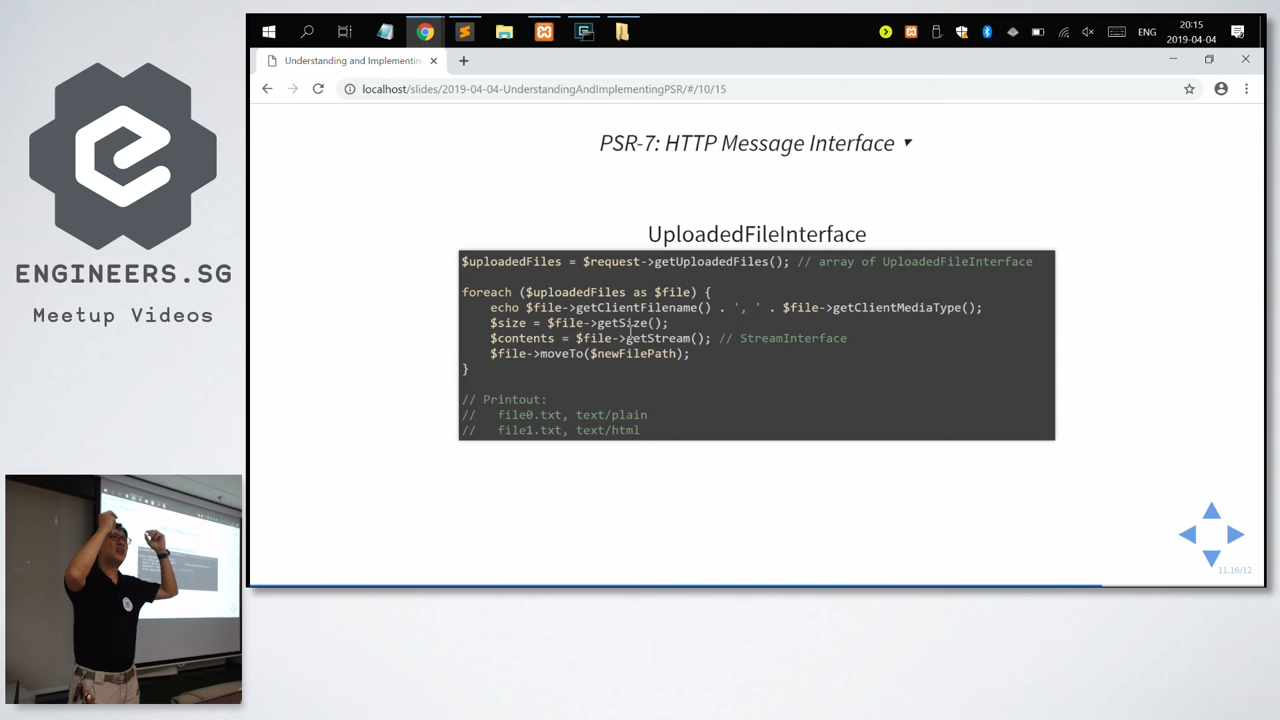 ENGINEERS.SG
Meetup Videos
ENG
20:15
2019-04-04
Understanding and Implementin
localhost/slides/2019-04-04-UnderstandingAndImplementingPSR/#/10/15
PSR-7: HTTP Message Interface
UploadedFileInterface
$uploadedFiles = $request->getUploadedFiles(); // array of UploadedFileInterface
foreach ($uploadedFiles as $file) {
echo $file->getClientFilename() . ', ' . $file->getClientMediaType();
$size = $file->getSize();
$contents = $file->getStream(); // StreamInterface
$file->moveTo($newFilePath);
}
// Printout:
// file0.txt, text/plain
// file1.txt, text/html
11.16/12